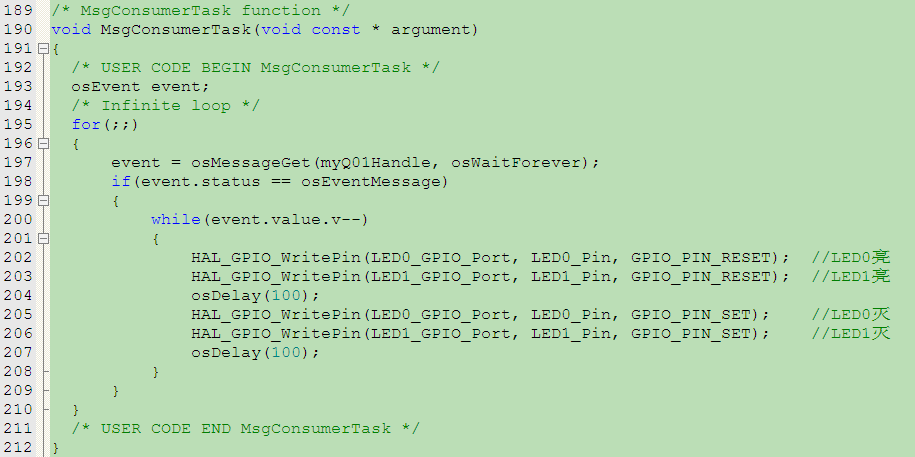 189 /* MsgConsumerTask function */
190 void MsgConsumerTask(void const * argument)
191 {
192   /* USER CODE BEGIN MsgConsumerTask */
193   osEvent event;
194   /* Infinite loop */
195   for(;;)
196   {
197       event = osMessageGet(myQ01Handle, osWaitForever);
198       if(event.status == osEventMessage)
199       {
200           while(event.value.v--)
201           {
202               HAL_GPIO_WritePin(LED0_GPIO_Port, LED0_Pin, GPIO_PIN_RESET);  //LED0亮
203               HAL_GPIO_WritePin(LED1_GPIO_Port, LED1_Pin, GPIO_PIN_RESET);  //LED1亮
204               osDelay(100);
205               HAL_GPIO_WritePin(LED0_GPIO_Port, LED0_Pin, GPIO_PIN_SET);    //LED0灭
206               HAL_GPIO_WritePin(LED1_GPIO_Port, LED1_Pin, GPIO_PIN_SET);    //LED1灭
207               osDelay(100);
208           }
209       }
210   }
211   /* USER CODE END MsgConsumerTask */
212 }